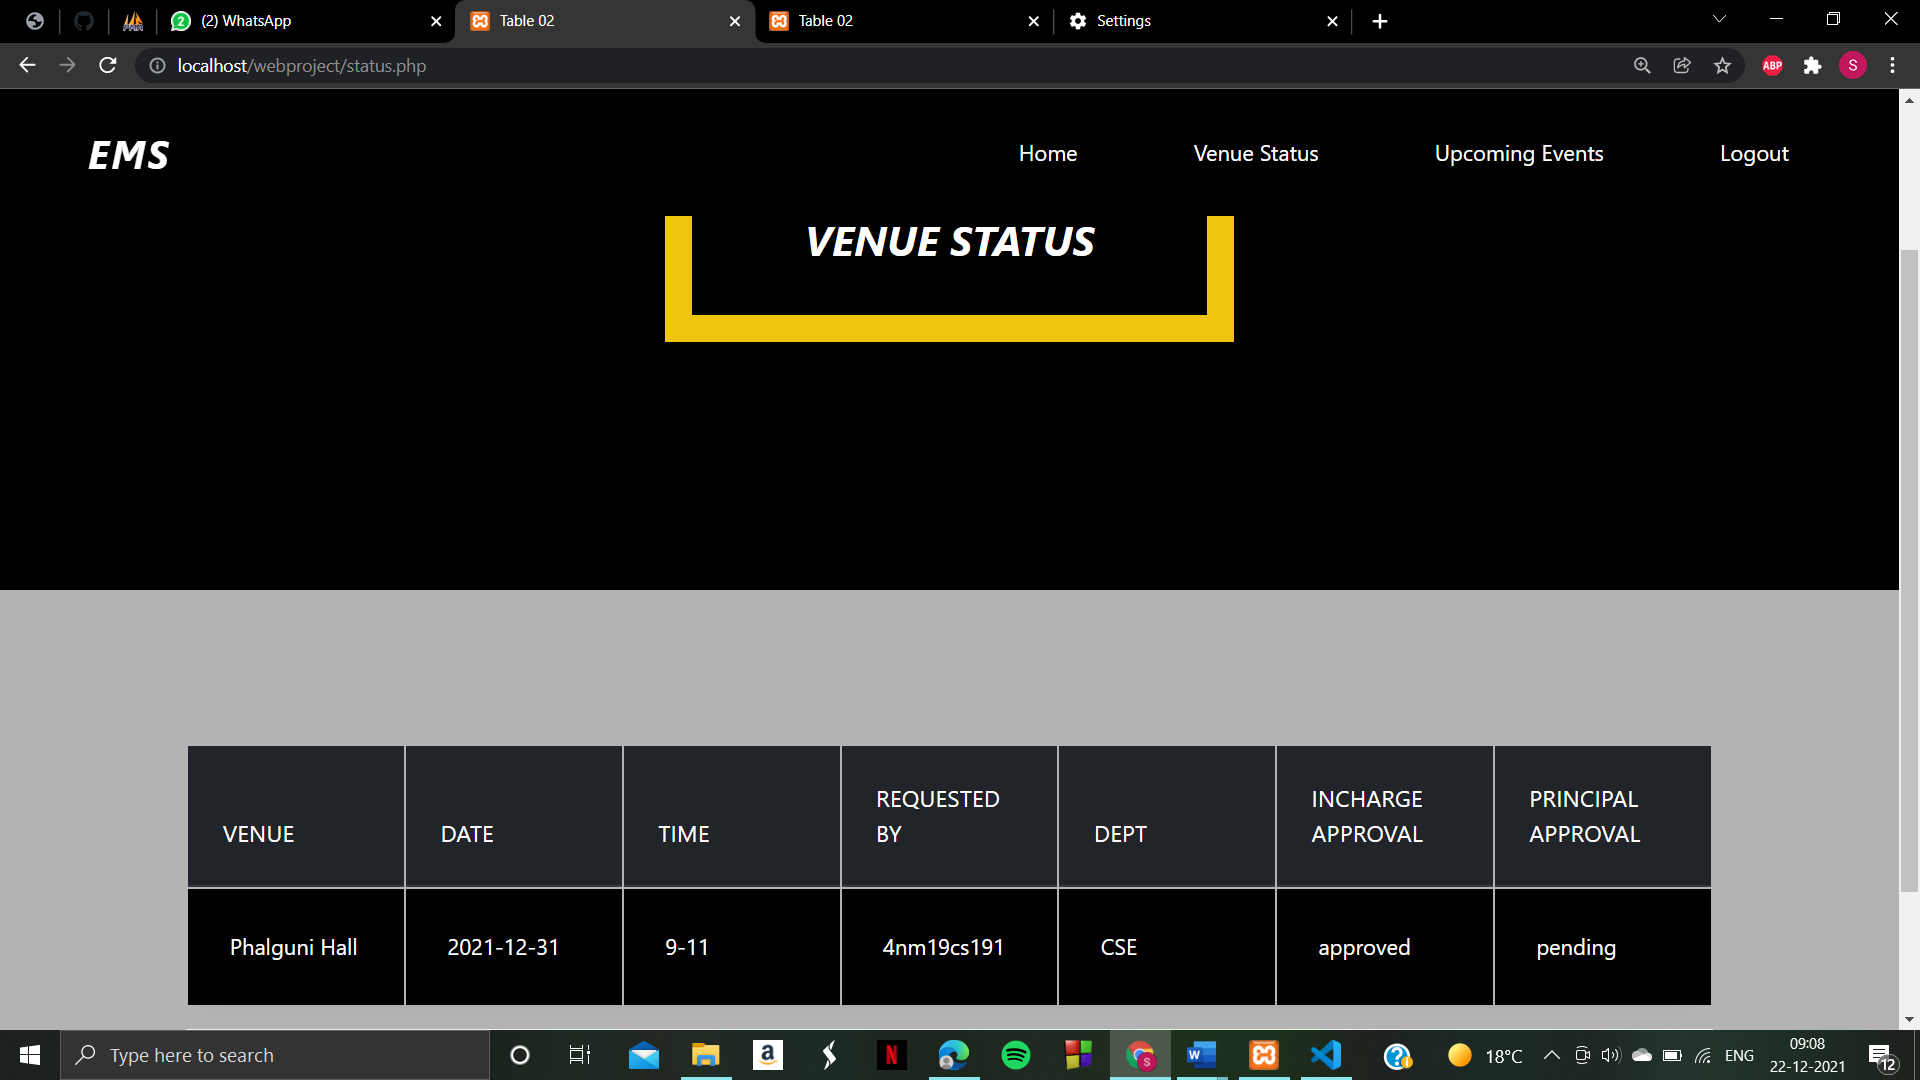 (2) WhatsApp
Table 02
Table 02
Settings
localhost/webproject/status.php
ABP
S
EMS
Home
Venue Status
Upcoming Events
Logout
VENUE STATUS
VENUE
DATE
TIME
REQUESTED
BY
DEPT
INCHARGE
APPROVAL
PRINCIPAL
APPROVAL
Phalguni Hall
2021-12-31
9-11
4nm19cs191
CSE
approved
pending
Type here to search
18°C
ENG
09:08
22-12-2021
12